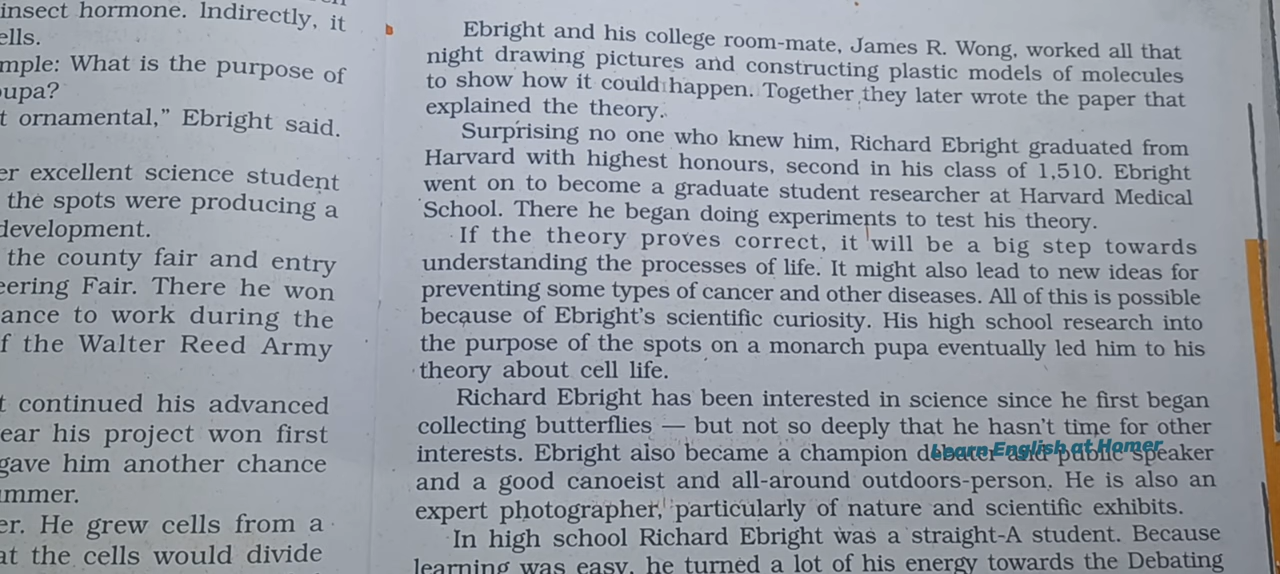 insect hormone. Indirectly, it
ells.
mple: What is the purpose of
upa?
t ornamental," Ebright said.
er excellent science student
the spots were producing a
development.
the county fair and entry
eering Fair. There he won
ance to work during the
f the Walter Reed Army
t continued his advanced
ear his project won first
gave him another chance
mmer.
er. He grew cells from a
at the cells would divide
Ebright and his college room-mate, James R. Wong, worked all that
night drawing pictures and constructing plastic models of molecules
to show how it could happen. Together they later wrote the paper that
explained the theory.
Surprising no one who knew him, Richard Ebright graduated from
Harvard with highest honours, second in his class of 1,510. Ebright
went on to become a graduate student researcher at Harvard Medical
School. There he began doing experiments to test his theory.
If the theory proves correct, it will be a big step towards
understanding the processes of life. It might also lead to new ideas for
preventing some types of cancer and other diseases. All of this is possible
because of Ebright's scientific curiosity. His high school research into
the purpose of the spots on a monarch pupa eventually led him to his
theory about cell life.
Richard Ebright has been interested in science since he first began
collecting butterflies — but not so deeply that he hasn't time for other
interests. Ebright also became a champion debater and public speaker
and a good canoeist and all-around outdoors-person. He is also an
expert photographer, particularly of nature and scientific exhibits.
In high school Richard Ebright was a straight-A student. Because
learning was easy, he turned a lot of his energy towards the Debating
Learn English at Homer